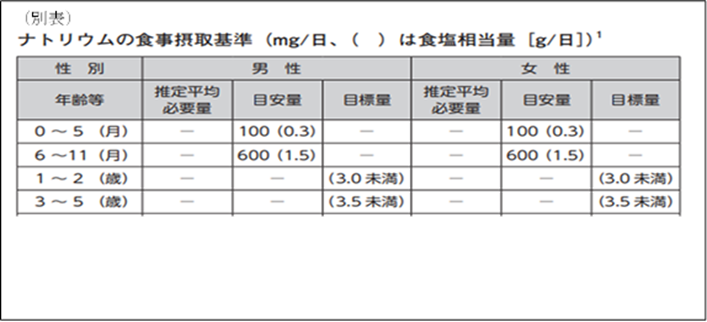 （別表）
ナトリウムの食事摂取基準（mg/日、（ ）は食塩相当量［g/日］）¹
性 別 男 性 女 性
年齢等 推定平均必要量 目安量 目標量 推定平均必要量 目安量 目標量
0～5（月） － 100（0.3） － － 100（0.3） －
6～11（月） － 600（1.5） － － 600（1.5） －
1～2（歳） － － （3.0未満） － － （3.0未満）
3～5（歳） － － （3.5未満） － － （3.5未満）